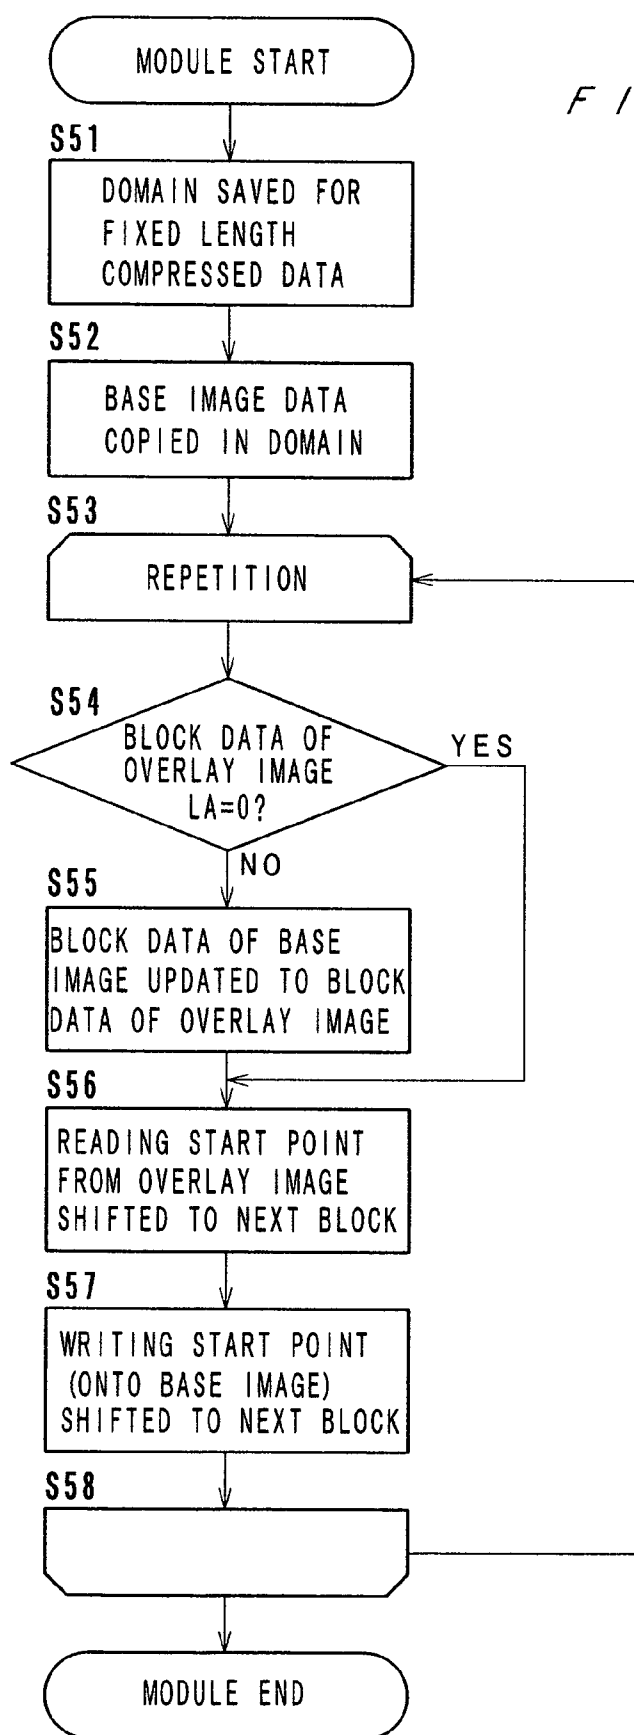 MODULE START
F I
S51
DOMAIN SAVED FOR
FIXED LENGTH
COMPRESSED DATA
S52
BASE IMAGE DATA
COPIED IN DOMAIN
S53
REPETITION
S54
BLOCK DATA OF
OVERLAY IMAGE
LA=0?
YES
NO
S55
BLOCK DATA OF BASE
IMAGE UPDATED TO BLOCK
DATA OF OVERLAY IMAGE
S56
READING START POINT
FROM OVERLAY IMAGE
SHIFTED TO NEXT BLOCK
S57
WRITING START POINT
(ONTO BASE IMAGE)
SHIFTED TO NEXT BLOCK
S58
MODULE END